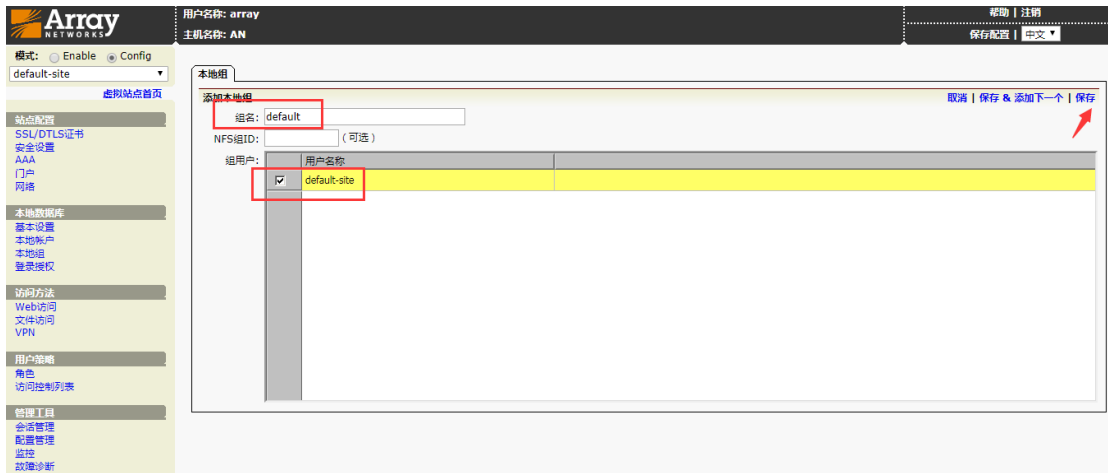 Array
NETWORKS
用户名称: array
主机名称: AN
帮助 | 注销
保存配置 | 中文
模式: Enable Config
default-site
虚拟站点首页
站点配置
SSL/DTLS证书
安全设置
AAA
门户
网络
本地数据库
基本设置
本地帐户
本地组
登录授权
访问方法
Web访问
文件访问
VPN
用户策略
角色
访问控制列表
管理工具
会话管理
配置管理
监控
故障诊断
本地组
添加本地组
取消 | 保存 & 添加下一个 | 保存
组名: default
NFS组ID: (可选)
组用户:
用户名称
default-site